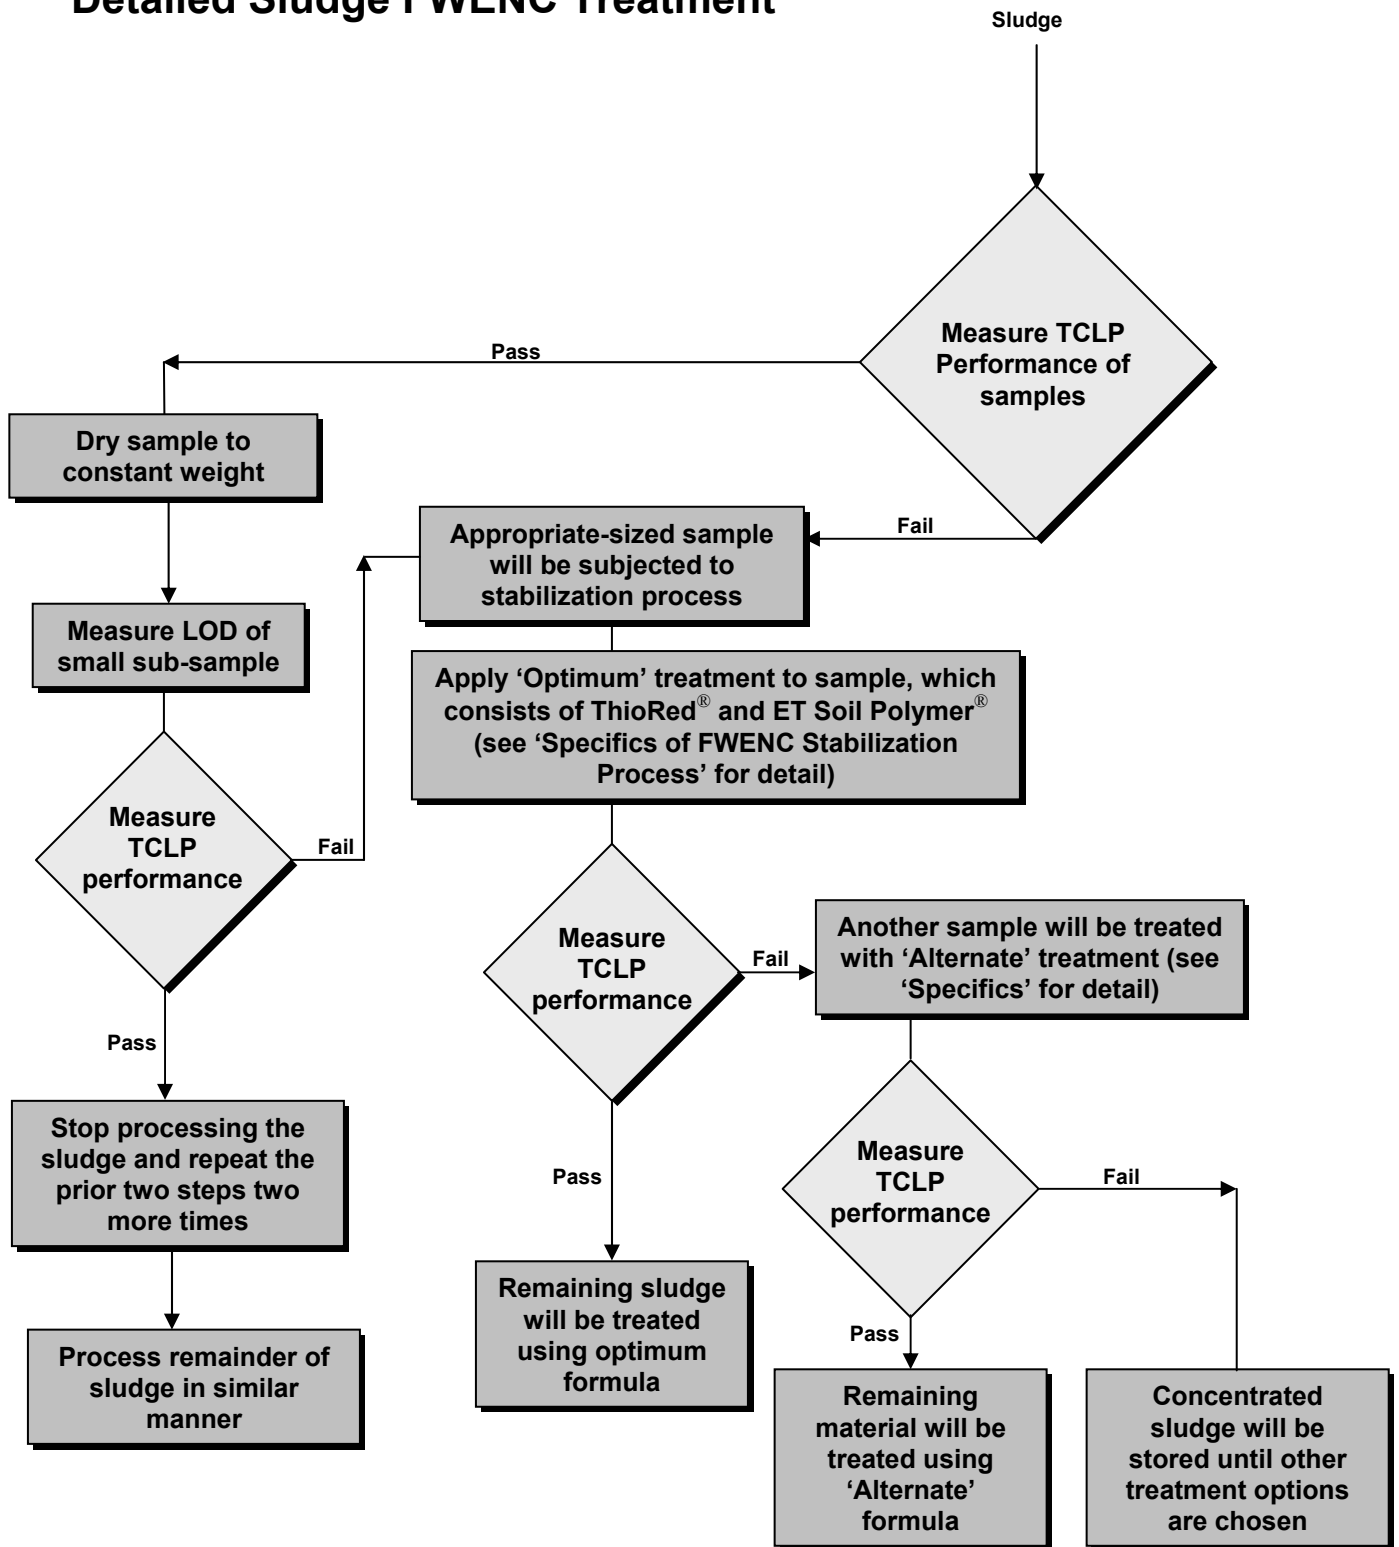 Detailed Sludge FWENC Treatment
Sludge
Measure TCLP
Performance of
samples
Pass
Dry sample to
constant weight
Fail
Appropriate-sized sample
will be subjected to
stabilization process
Measure LOD of
small sub-sample
Apply ‘Optimum’ treatment to sample, which
consists of ThioRed® and ET Soil Polymer®
(see ‘Specifics of FWENC Stabilization
Process’ for detail)
Measure
TCLP
performance
Fail
Measure
TCLP
performance
Fail
Another sample will be treated
with ‘Alternate’ treatment (see
‘Specifics’ for detail)
Pass
Stop processing the
sludge and repeat the
prior two steps two
more times
Pass
Measure
TCLP
performance
Fail
Remaining sludge
will be treated
using optimum
formula
Process remainder of
sludge in similar
manner
Pass
Remaining
material will be
treated using
‘Alternate’
formula
Concentrated
sludge will be
stored until other
treatment options
are chosen